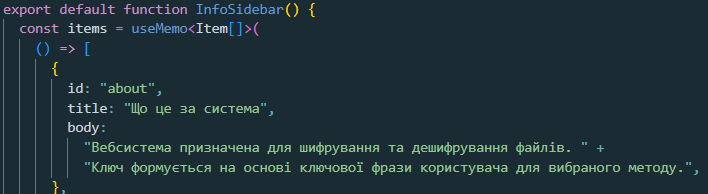 export default function InfoSidebar() {
const items = useMemo<Item[]>(
() => [
{
id: "about",
title: "Що це за система",
body:
"Вебсистема призначена для шифрування та дешифрування файлів. " +
"Ключ формується на основі ключової фрази користувача для вибраного методу.",
},